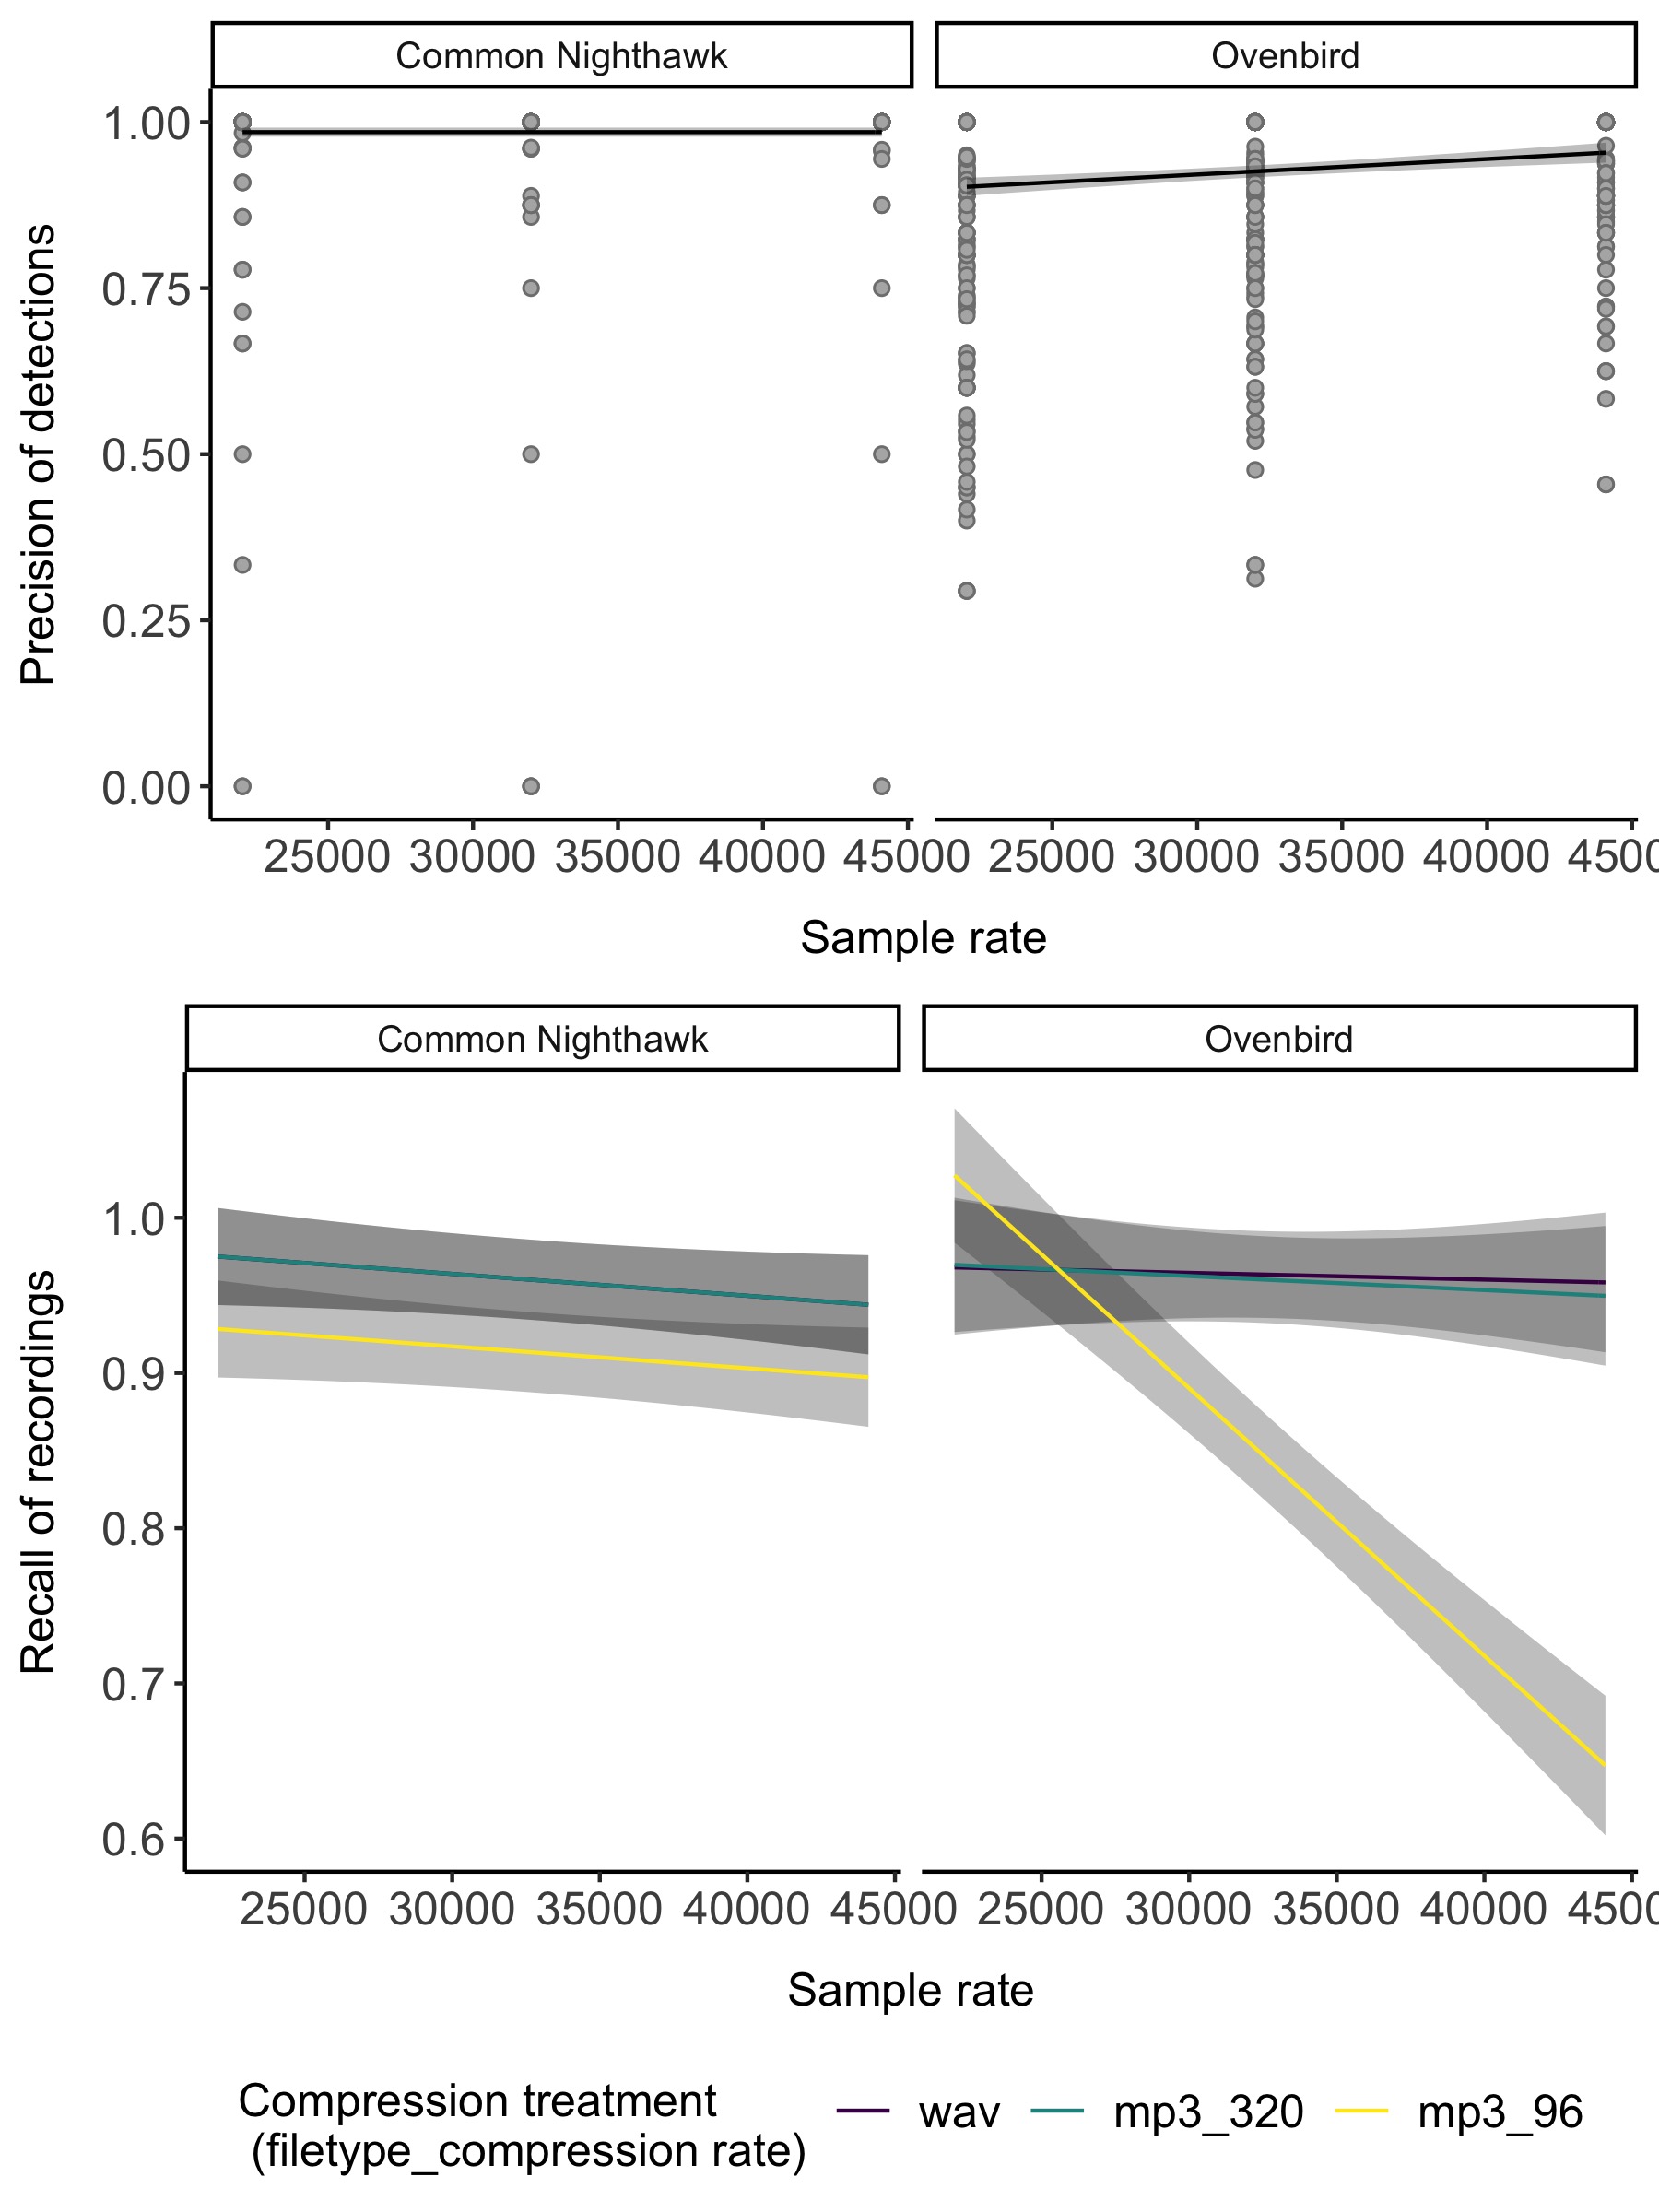 Common Nighthawk
Ovenbird
Precision of detections
1.00
0.75
0.50
0.25
0.00
25000 30000 35000 40000 45000 25000 30000 35000 40000 4500
Sample rate
Common Nighthawk
Ovenbird
Recall of recordings
1.0
0.9
0.8
0.7
0.6
25000 30000 35000 40000 45000 25000 30000 35000 40000 4500
Sample rate
Compression treatment
(filetype_compression rate)
wav
mp3_320
mp3_96